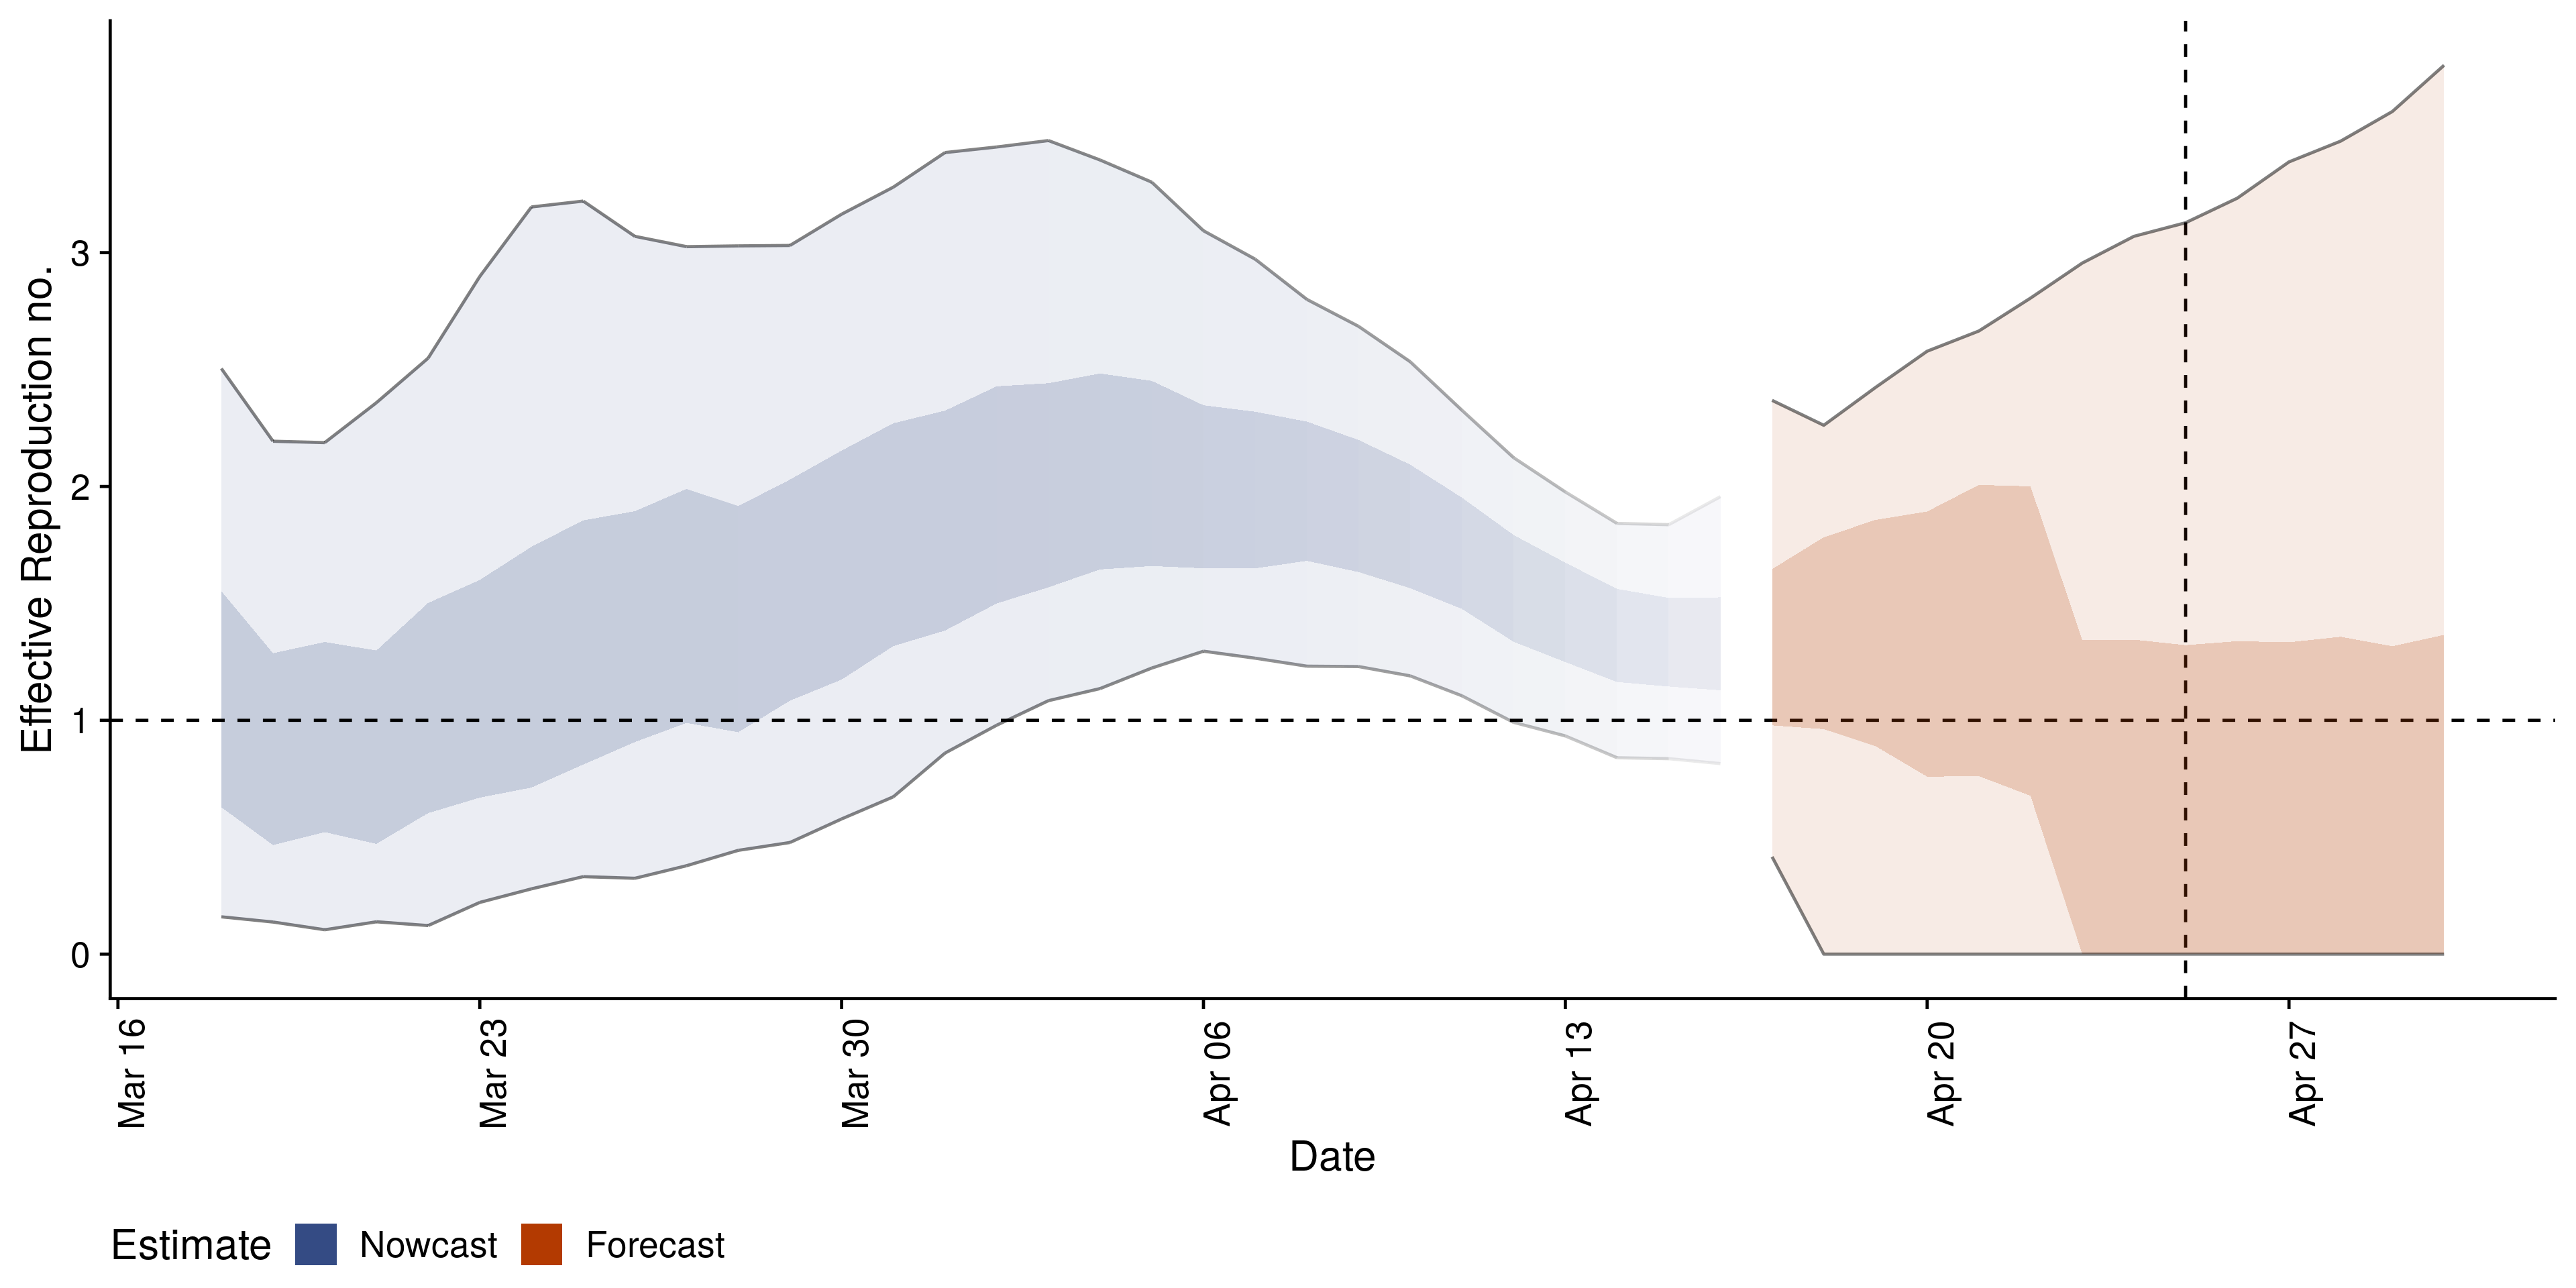 Effective Reproduction no.
3
2
1
0
Mar 16
Mar 23
Mar 30
Apr 06
Apr 13
Apr 20
Apr 27
Date
Estimate Nowcast Forecast